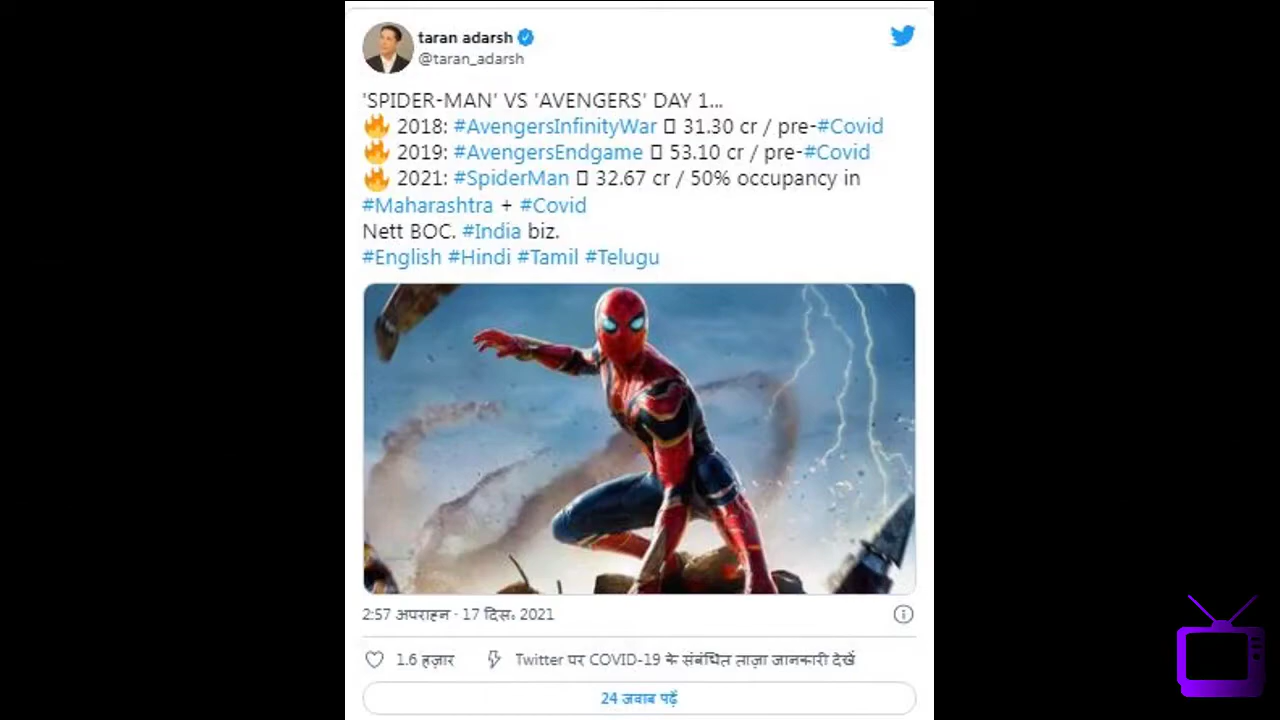 taran adarsh
@taran_adarsh
'SPIDER-MAN' VS 'AVENGERS' DAY 1...
🔥 2018: #AvengersInfinityWar ▯ 31.30 cr / pre-#Covid
🔥 2019: #AvengersEndgame ▯ 53.10 cr / pre-#Covid
🔥 2021: #SpiderMan ▯ 32.67 cr / 50% occupancy in
#Maharashtra + #Covid
Nett BOC. #India biz.
#English #Hindi #Tamil #Telugu
2:57 अपराह्न · 17 दिस॰ 2021
1.6 हज़ार Twitter पर COVID-19 के संबंधित ताज़ा जानकारी देखें
24 जवाब पढ़ें